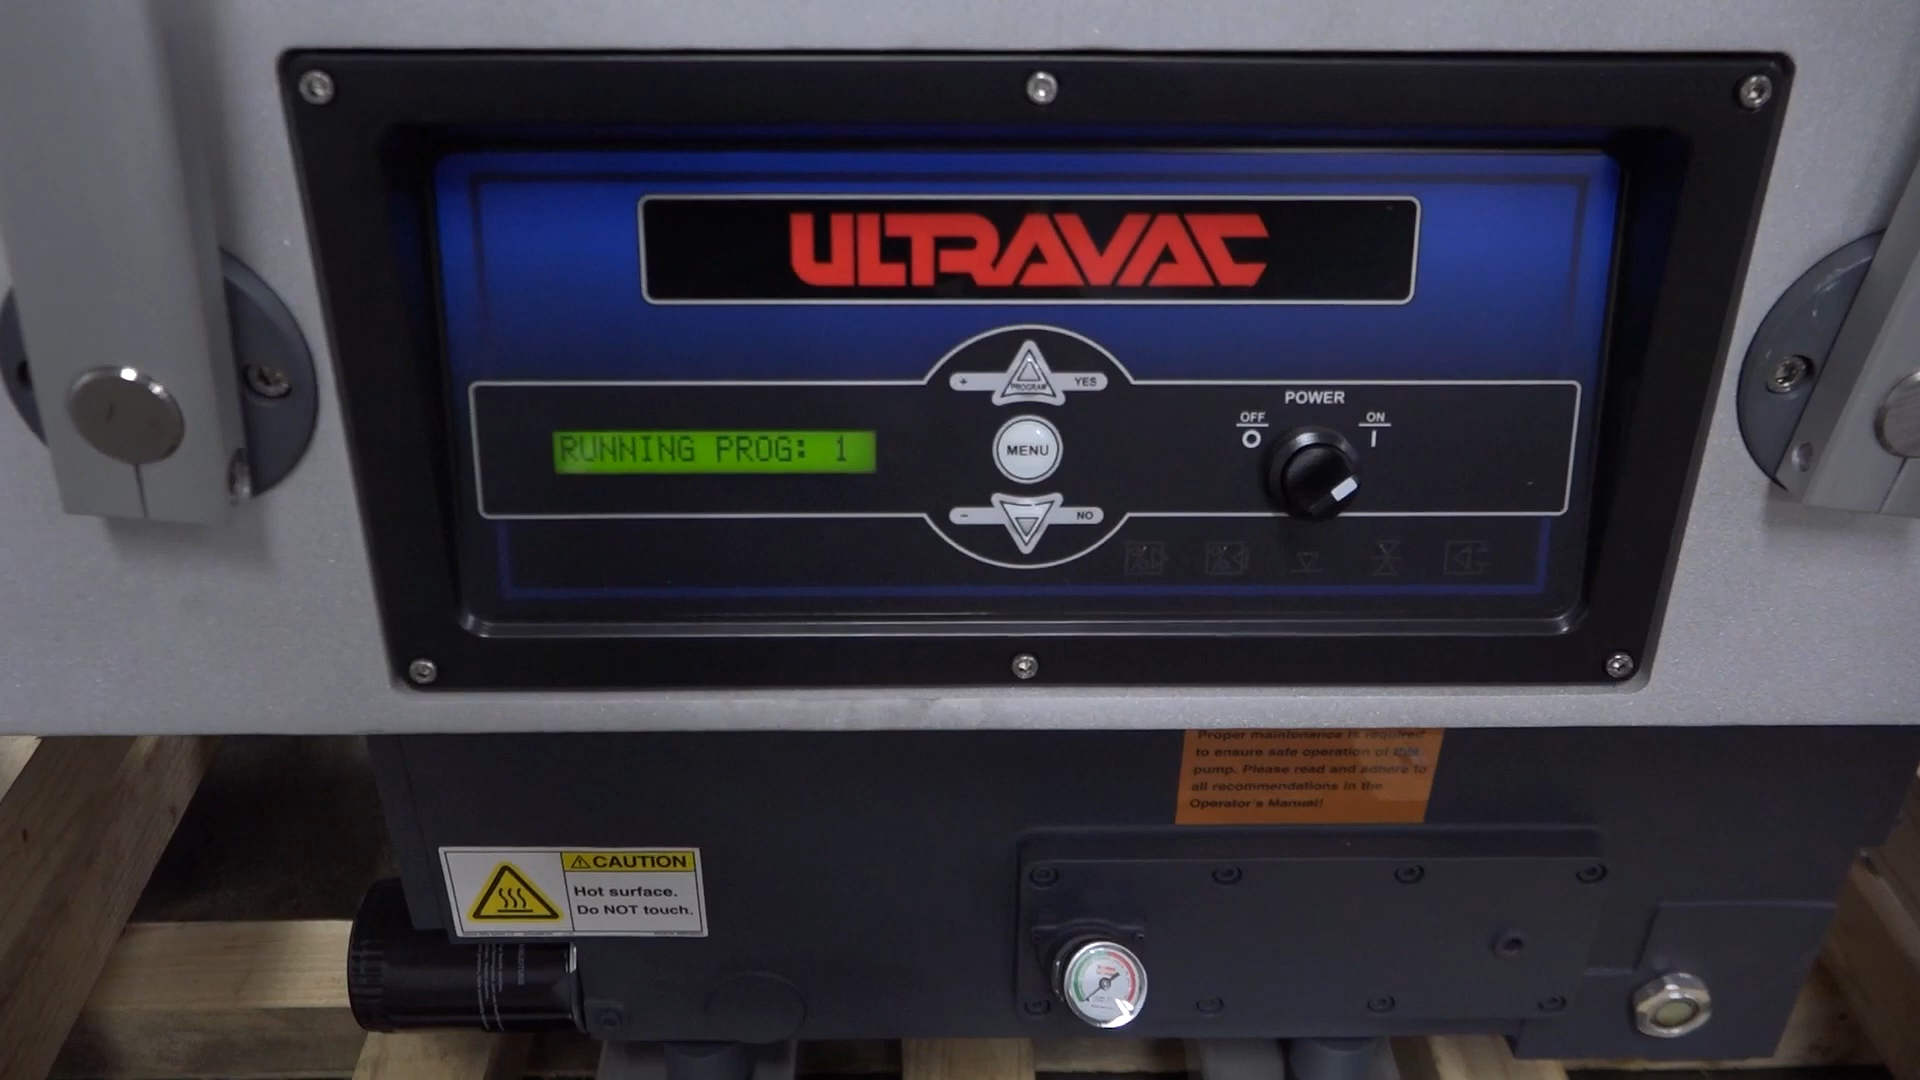 ULTRAVAC
+ PROGRAM YES
MENU
- NO
RUNNING PROG: 1
POWER
OFF ON
O I
Proper maintenance is required
to ensure safe operation of this
pump. Please read and adhere to
all recommendations in the
Operator's Manual!
CAUTION
Hot surface.
Do NOT touch.